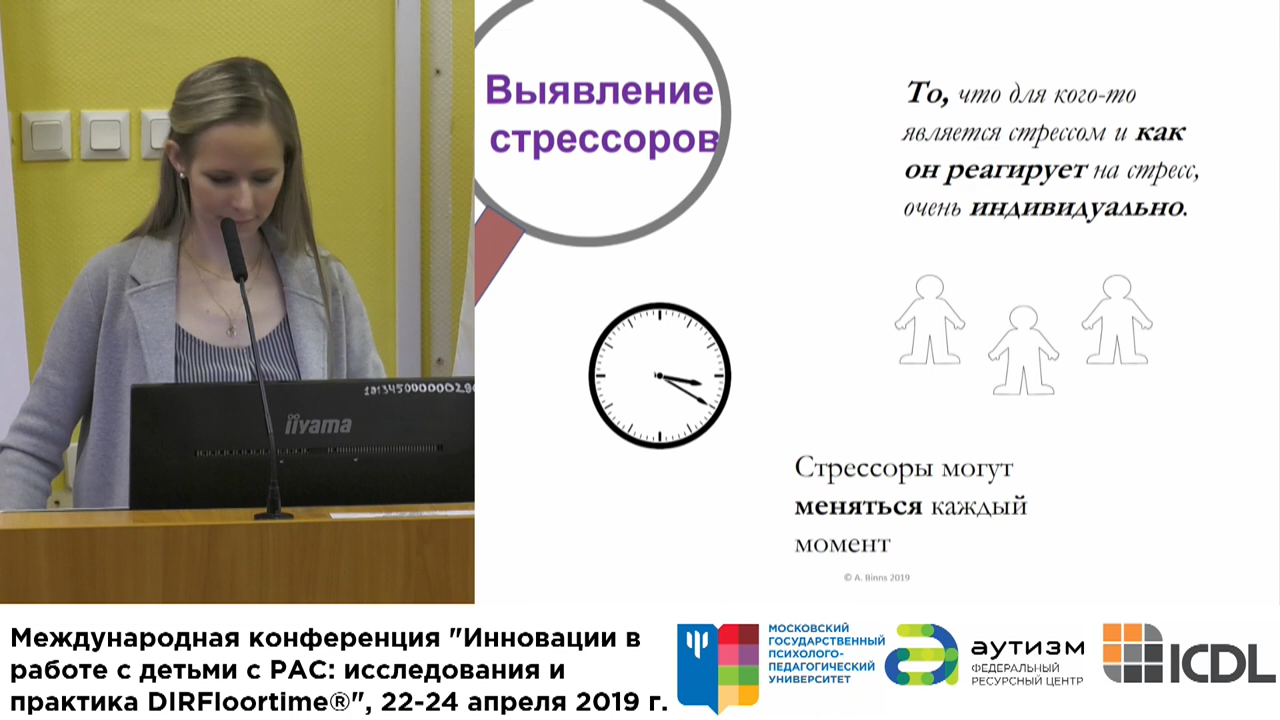 Выявление
стрессоров
То, что для кого-то
является стрессом и как
он реагирует на стресс,
очень индивидуально.
Стрессоры могут
меняться каждый
момент
© A. Binns 2019
iiyama
Международная конференция "Инновации в
работе с детьми с РАС: исследования и
практика DIRFloortime®", 22-24 апреля 2019 г.
МОСКОВСКИЙ
ГОСУДАРСТВЕННЫЙ
ПСИХОЛОГО-
ПЕДАГОГИЧЕСКИЙ
УНИВЕРСИТЕТ
аутизм
ФЕДЕРАЛЬНЫЙ
РЕСУРСНЫЙ ЦЕНТР
ICDL